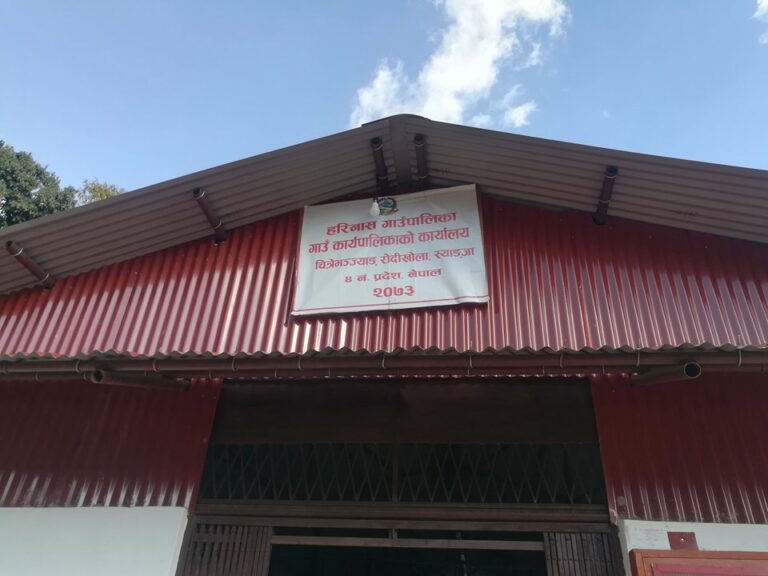 हरिनास गाउँपालिका
गाउँ कार्यपालिकाको कार्यालय
चित्रेभञ्ज्याङ, रोदीखोला, स्याङ्जा
४ नं. प्रदेश, नेपाल
२०७३